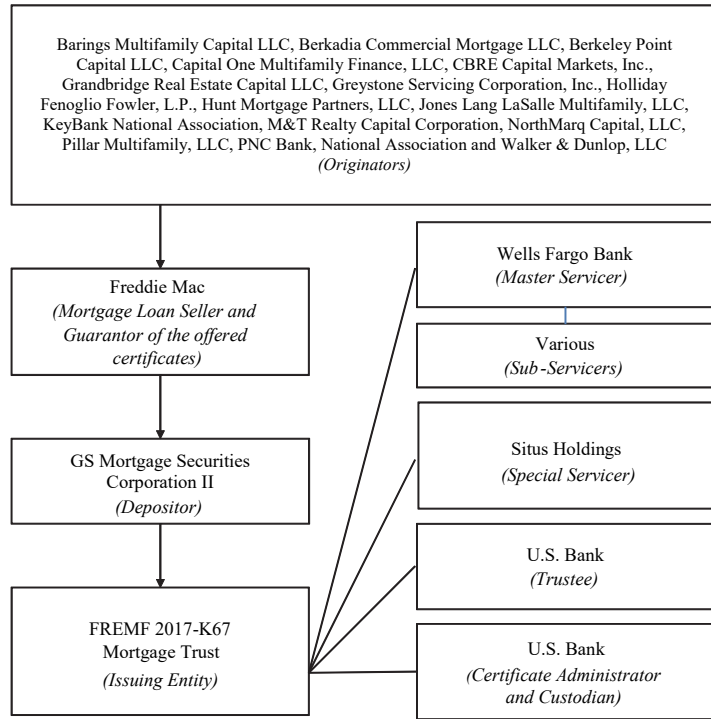 Barings Multifamily Capital LLC, Berkadia Commercial Mortgage LLC, Berkeley Point
Capital LLC, Capital One Multifamily Finance, LLC, CBRE Capital Markets, Inc.,
Grandbridge Real Estate Capital LLC, Greystone Servicing Corporation, Inc., Holliday
Fenoglio Fowler, L.P., Hunt Mortgage Partners, LLC, Jones Lang LaSalle Multifamily, LLC,
KeyBank National Association, M&T Realty Capital Corporation, NorthMarq Capital, LLC,
Pillar Multifamily, LLC, PNC Bank, National Association and Walker & Dunlop, LLC
(Originators)
Freddie Mac
(Mortgage Loan Seller and
Guarantor of the offered
certificates)
GS Mortgage Securities
Corporation II
(Depositor)
FREMF 2017-K67
Mortgage Trust
(Issuing Entity)
Wells Fargo Bank
(Master Servicer)
Various
(Sub-Servicers)
Situs Holdings
(Special Servicer)
U.S. Bank
(Trustee)
U.S. Bank
(Certificate Administrator
and Custodian)